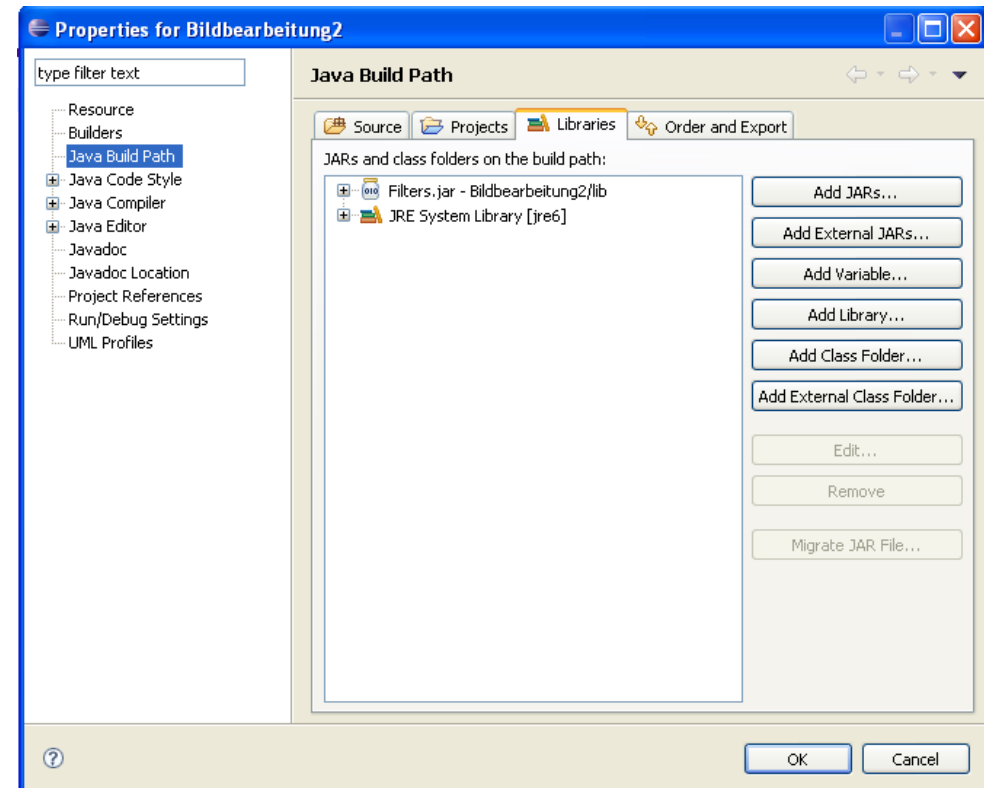 Properties for Bildbearbeitung2
type filter text
Resource
Builders
Java Build Path
Java Code Style
Java Compiler
Java Editor
Javadoc
Javadoc Location
Project References
Run/Debug Settings
UML Profiles
Java Build Path
Source Projects Libraries Order and Export
JARs and class folders on the build path:
Filters.jar - Bildbearbeitung2/lib
JRE System Library [jre6]
Add JARs...
Add External JARs...
Add Variable...
Add Library...
Add Class Folder...
Add External Class Folder...
Edit...
Remove
Migrate JAR File...
OK Cancel